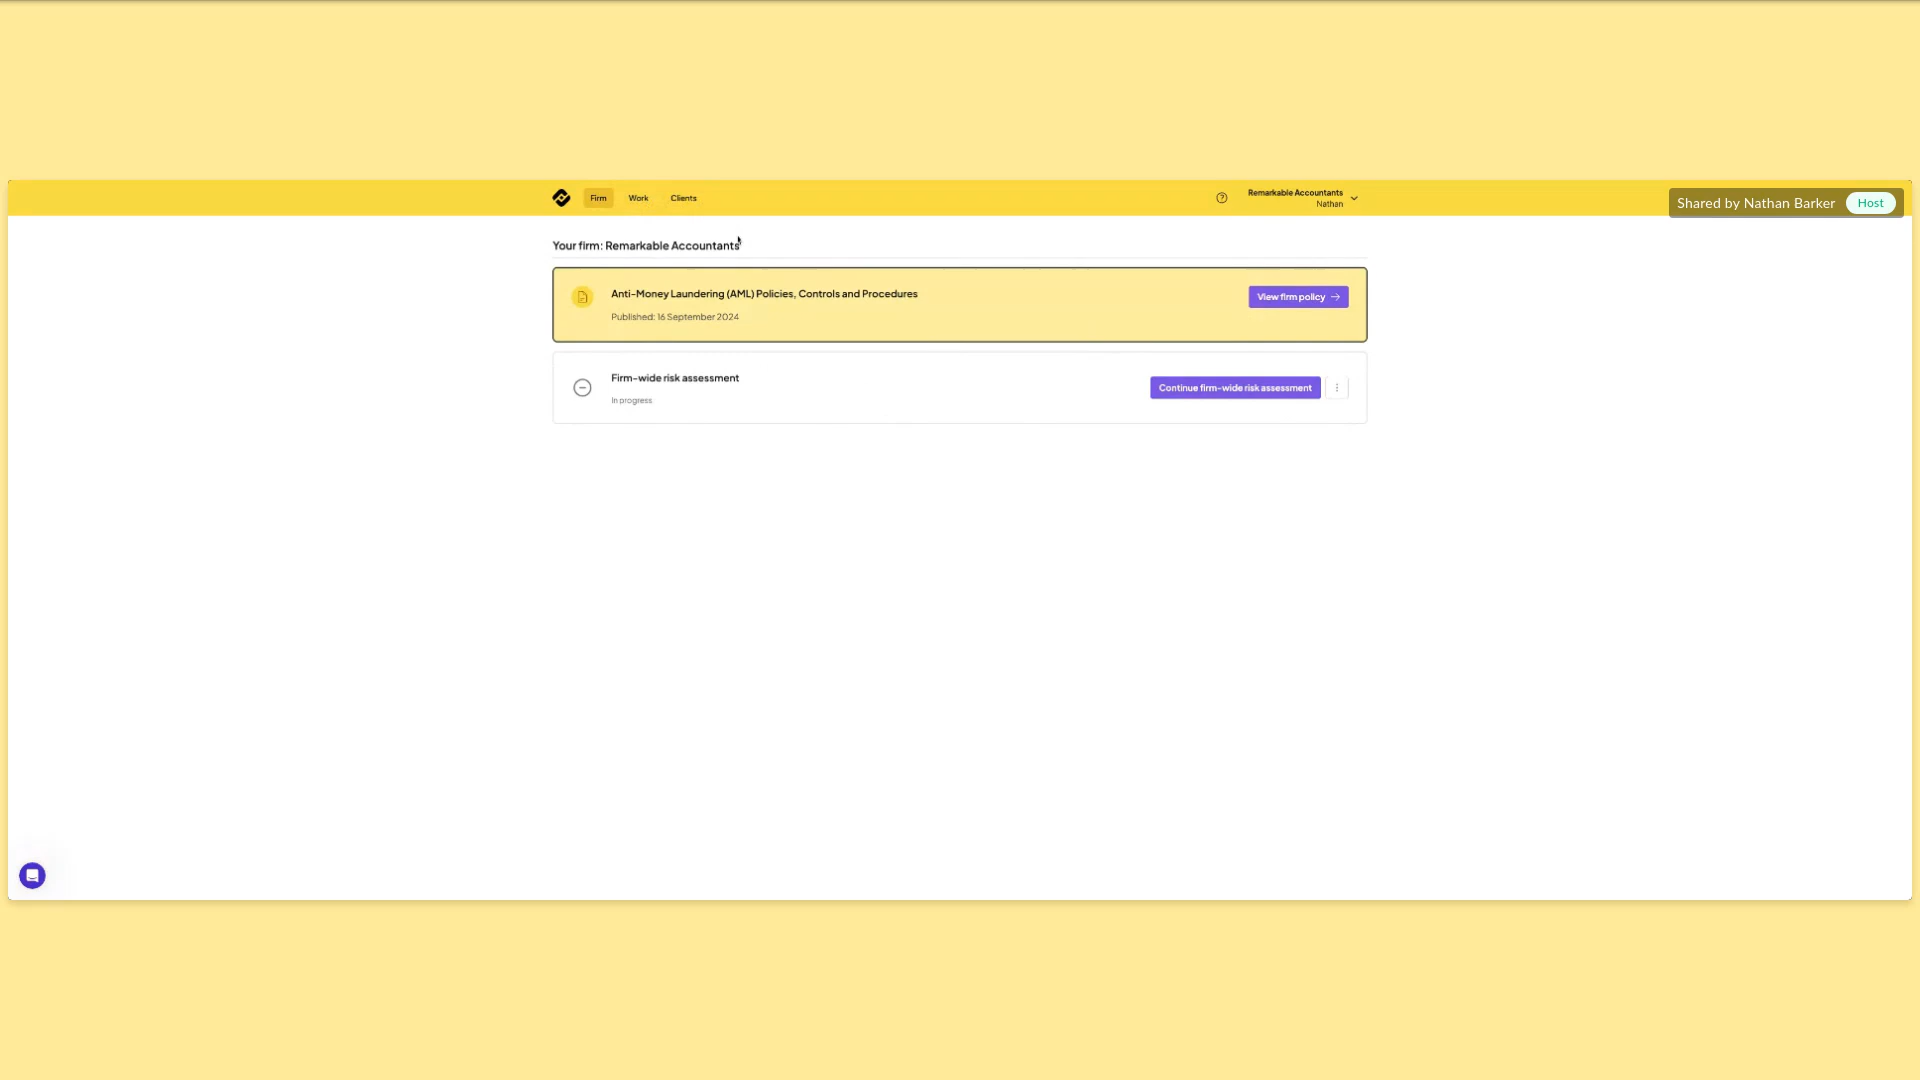 Firm
Work
Clients
Remarkable Accountants
Nathan
Shared by Nathan Barker
Host
Your firm: Remarkable Accountants
Anti-Money Laundering (AML) Policies, Controls and Procedures
Published: 16 September 2024
View firm policy
Firm-wide risk assessment
In progress
Continue firm-wide risk assessment